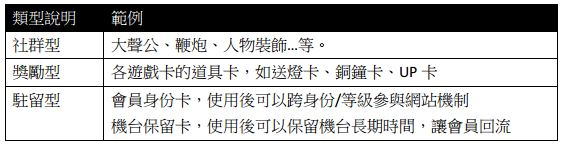 類型說明 範例
社群型 大聲公、鞭炮、人物裝飾...等。
獎勵型 各遊戲卡的道具卡，如送燈卡、銅鐘卡、UP 卡
駐留型 會員身份卡，使用後可以跨身份/等級參與網站機制
機台保留卡，使用後可以保留機台長期時間，讓會員回流